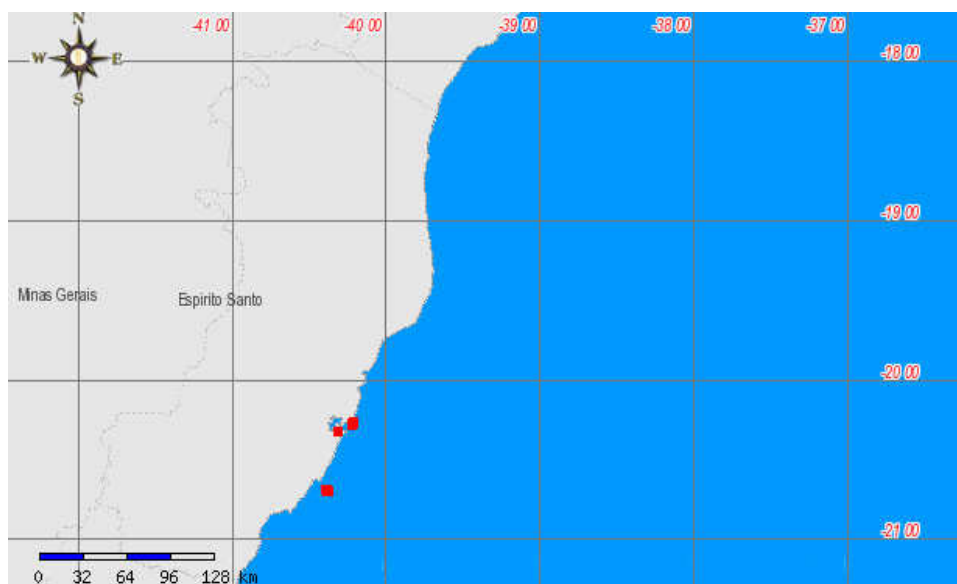 N
-41 00 -40 00 -39 00 -38 00 -37 00
W E
-18 00
S
-19 00
Minas Gerais Espirito Santo
-20 00
-21 00
0 32 64 96 128 km